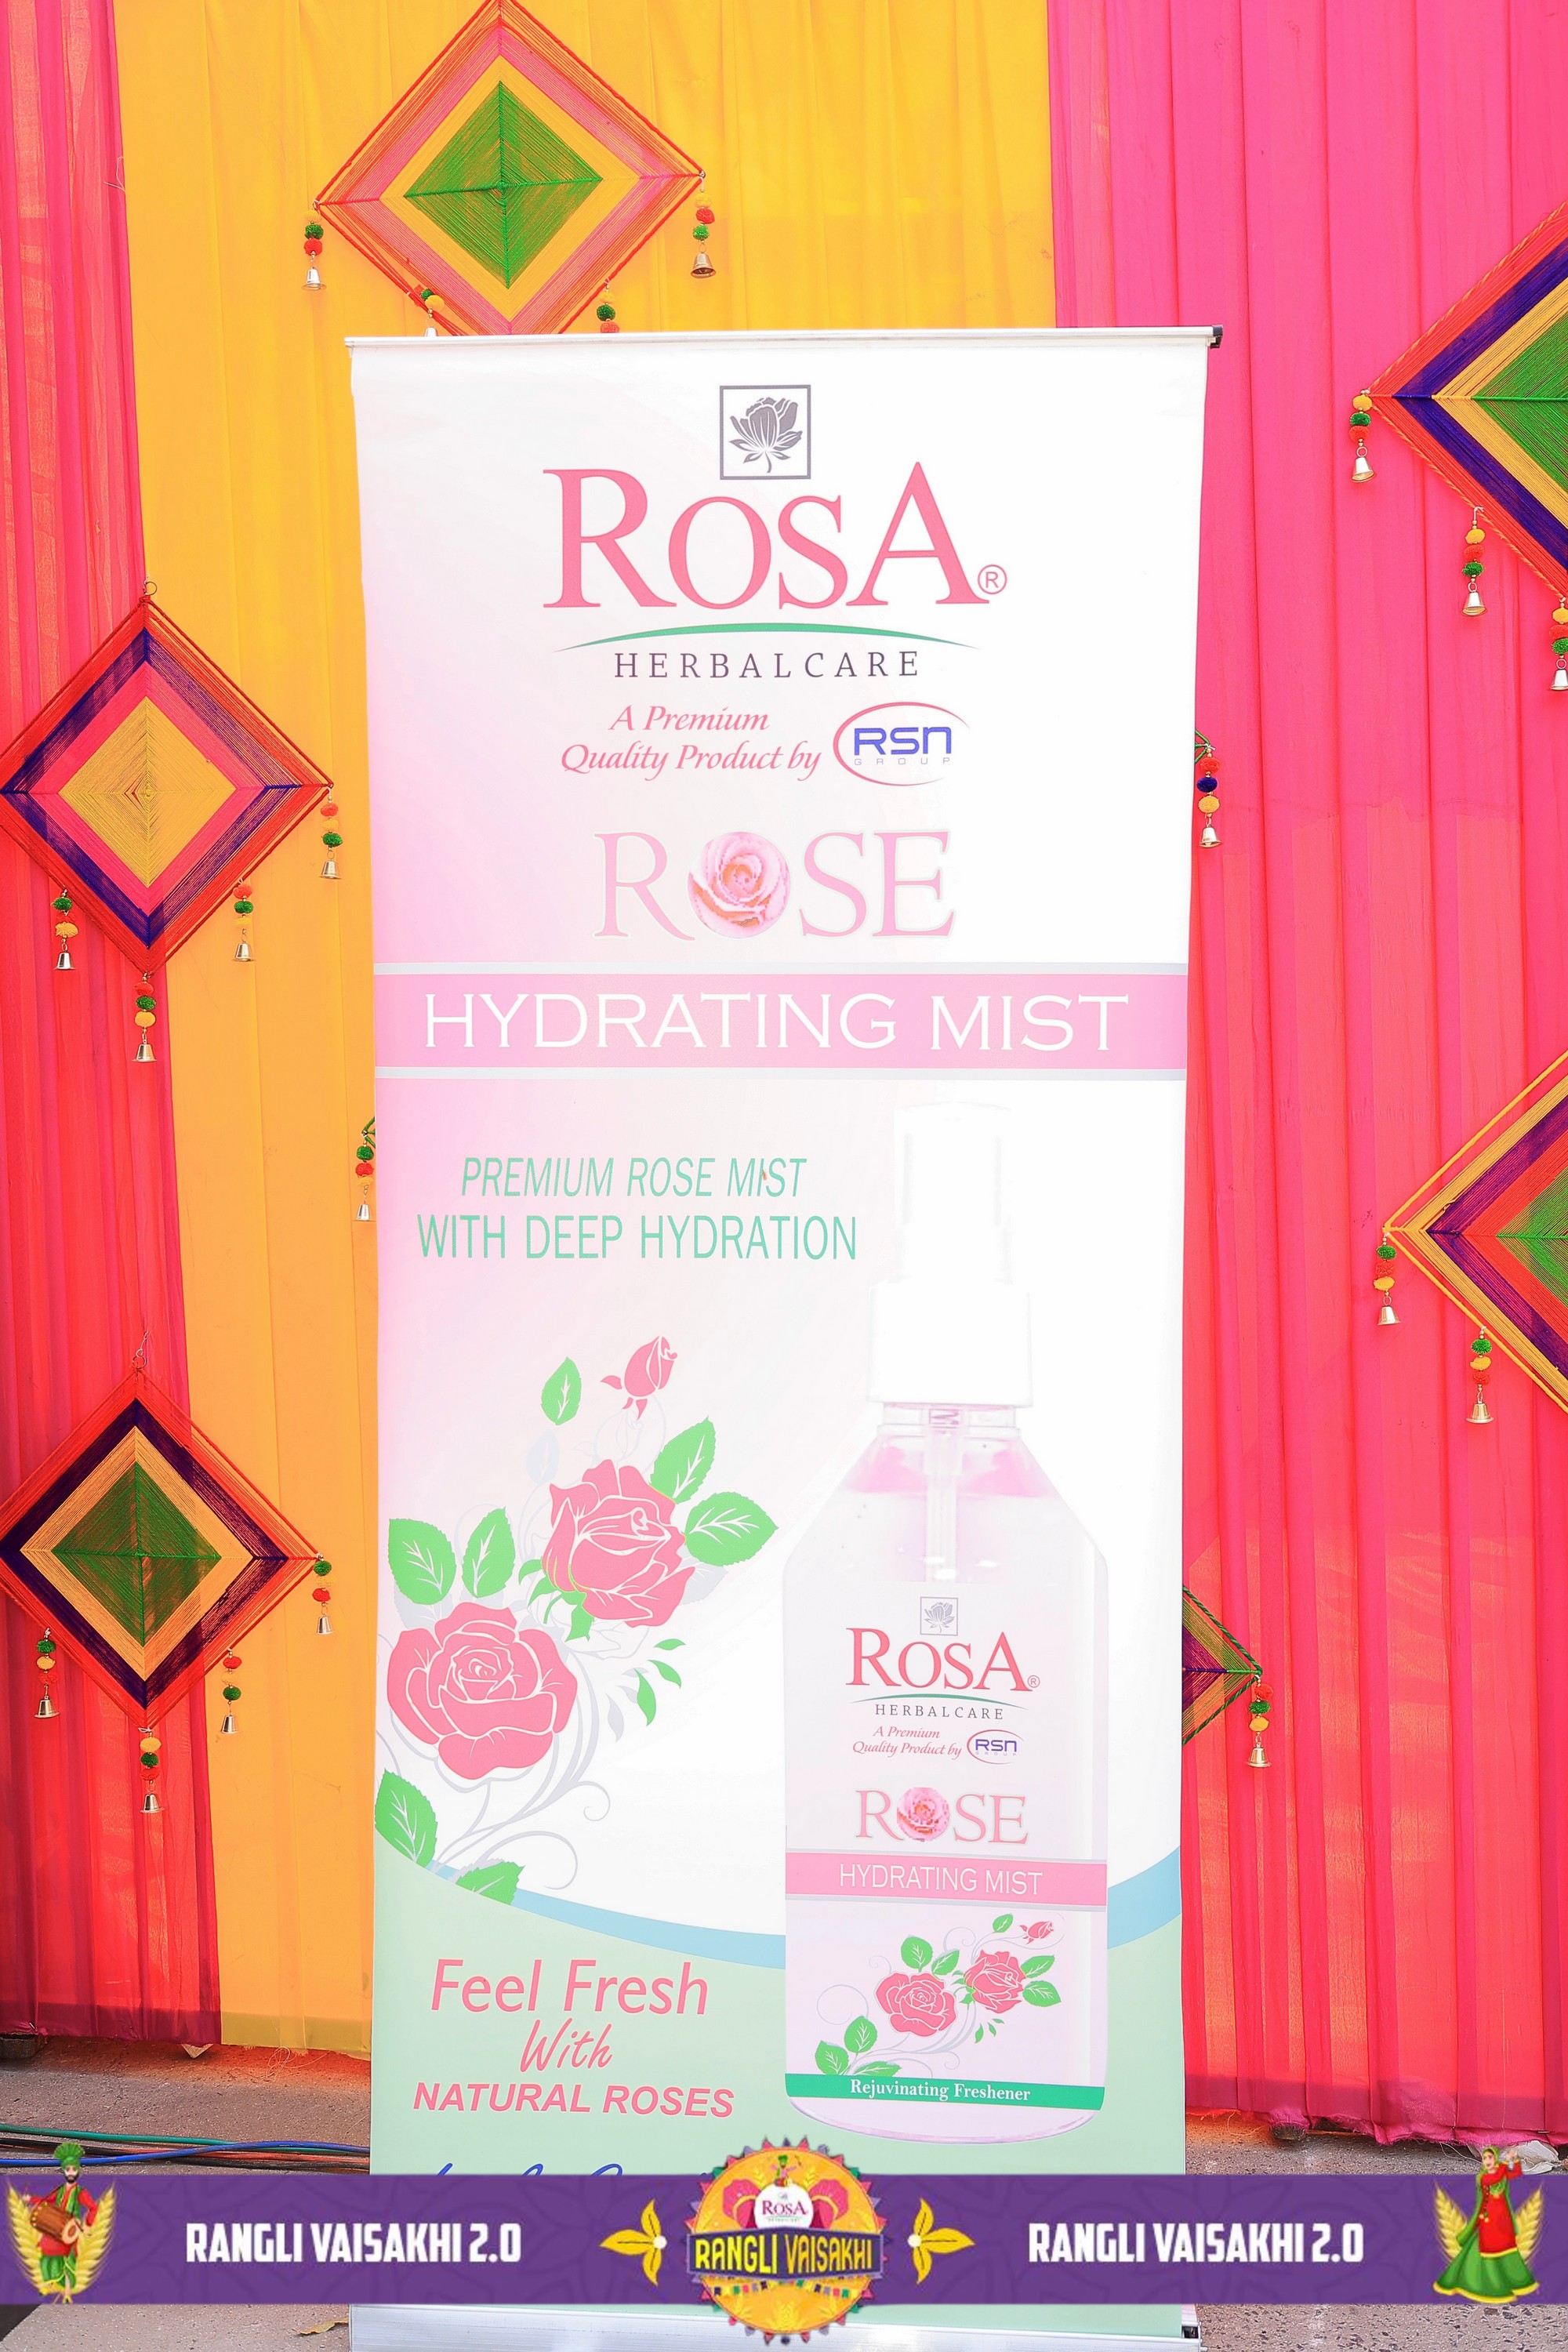 ROSA®
HERBALCARE
A Premium
Quality Product by RSN
GROUP
ROSE
HYDRATING MIST
PREMIUM ROSE MIST
WITH DEEP HYDRATION
ROSA®
HERBALCARE
A Premium
Quality Product by RSN
GROUP
ROSE
HYDRATING MIST
Rejuvinating Freshener
Feel Fresh
With
NATURAL ROSES
RANGLI VAISAKHI 2.0
ROSA
RANGLI VAISAKHI
RANGLI VAISAKHI 2.0